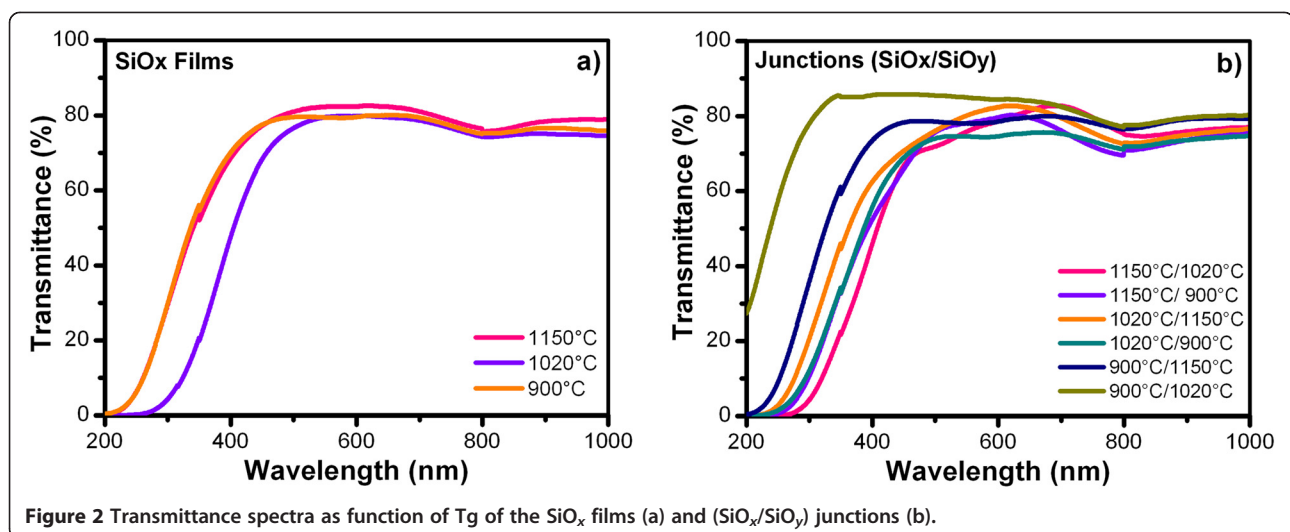 SiOx Films
a)
Transmittance (%)
100
80
60
40
20
0
200
400
600
800
1000
Wavelength (nm)
1150°C
1020°C
900°C
Junctions (SiOx/SiOy)
b)
Transmittance (%)
100
80
60
40
20
0
200
400
600
800
1000
Wavelength (nm)
1150°C/1020°C
1150°C/ 900°C
1020°C/1150°C
1020°C/900°C
900°C/1150°C
900°C/1020°C
Figure 2 Transmittance spectra as function of Tg of the SiOx films (a) and (SiOx/SiOy) junctions (b).